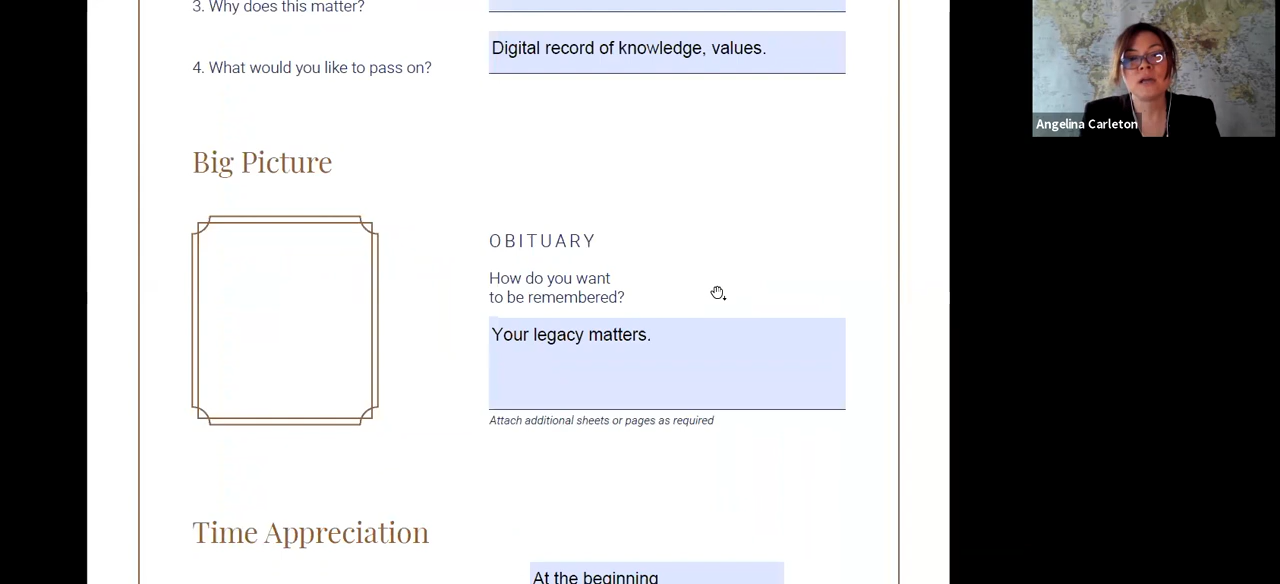 3. Why does this matter?
Digital record of knowledge, values.
4. What would you like to pass on?
Big Picture
OBITUARY
How do you want
to be remembered?
Your legacy matters.
Attach additional sheets or pages as required
Time Appreciation
At the beginning
Angelina Carleton